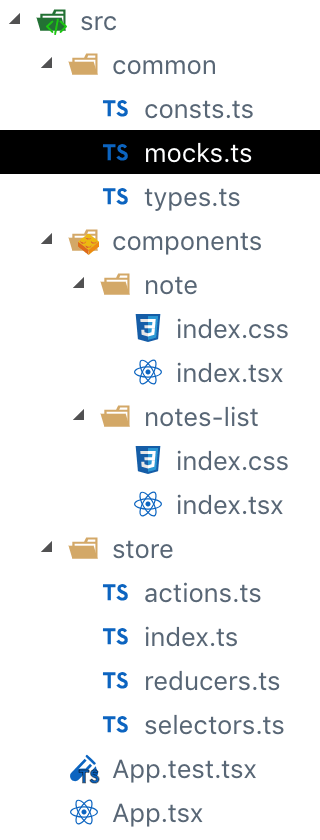 src
common
TS consts.ts
TS mocks.ts
TS types.ts
components
note
index.css
index.tsx
notes-list
index.css
index.tsx
store
TS actions.ts
TS index.ts
TS reducers.ts
TS selectors.ts
TS App.test.tsx
App.tsx